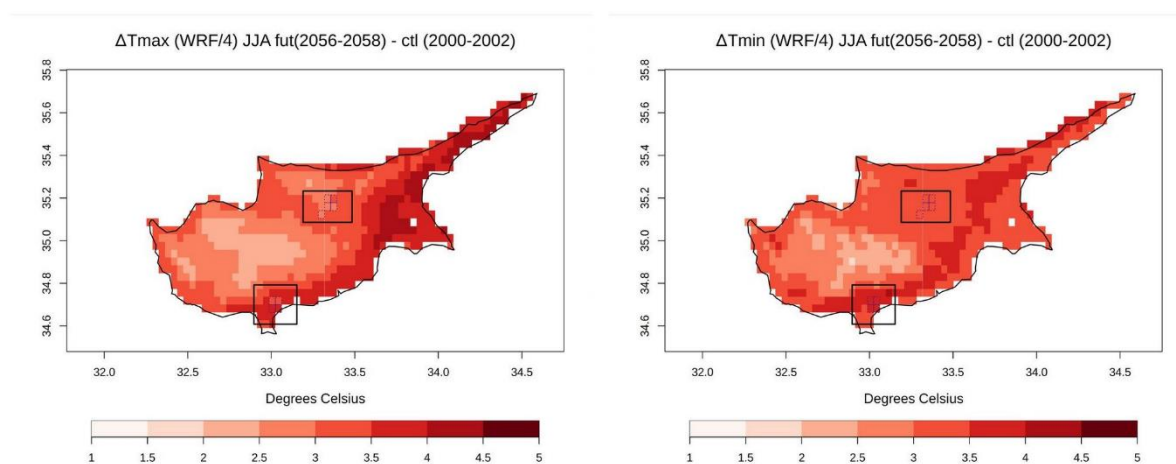 ΔTmax (WRF/4) JJA fut(2056-2058) - ctl (2000-2002)
35.8
35.6
35.4
35.2
35.0
34.8
34.6
32.0 32.5 33.0 33.5 34.0 34.5
Degrees Celsius
1 1.5 2 2.5 3 3.5 4 4.5 5
ΔTmin (WRF/4) JJA fut(2056-2058) - ctl (2000-2002)
35.8
35.6
35.4
35.2
35.0
34.8
34.6
32.0 32.5 33.0 33.5 34.0 34.5
Degrees Celsius
1 1.5 2 2.5 3 3.5 4 4.5 5